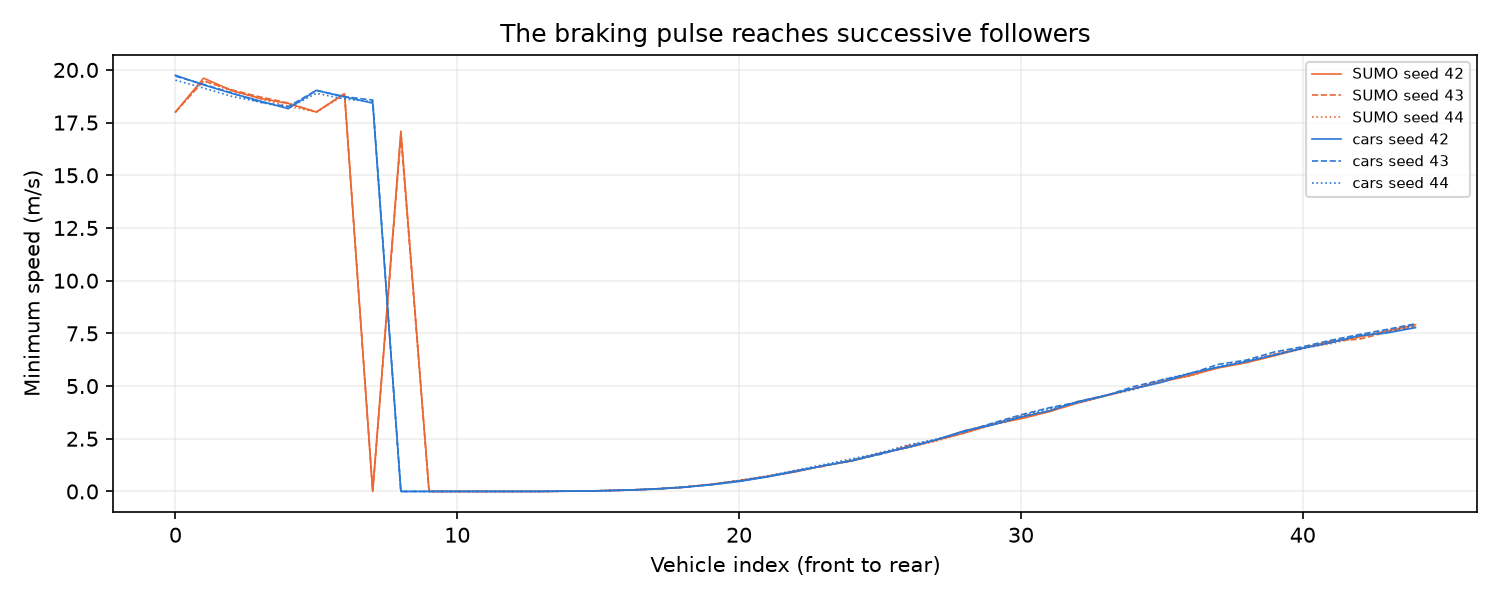 The braking pulse reaches successive followers
20.0
17.5
15.0
12.5
10.0
7.5
5.0
2.5
0.0
Minimum speed (m/s)
SUMO seed 42
SUMO seed 43
SUMO seed 44
cars seed 42
cars seed 43
cars seed 44
0 10 20 30 40
Vehicle index (front to rear)